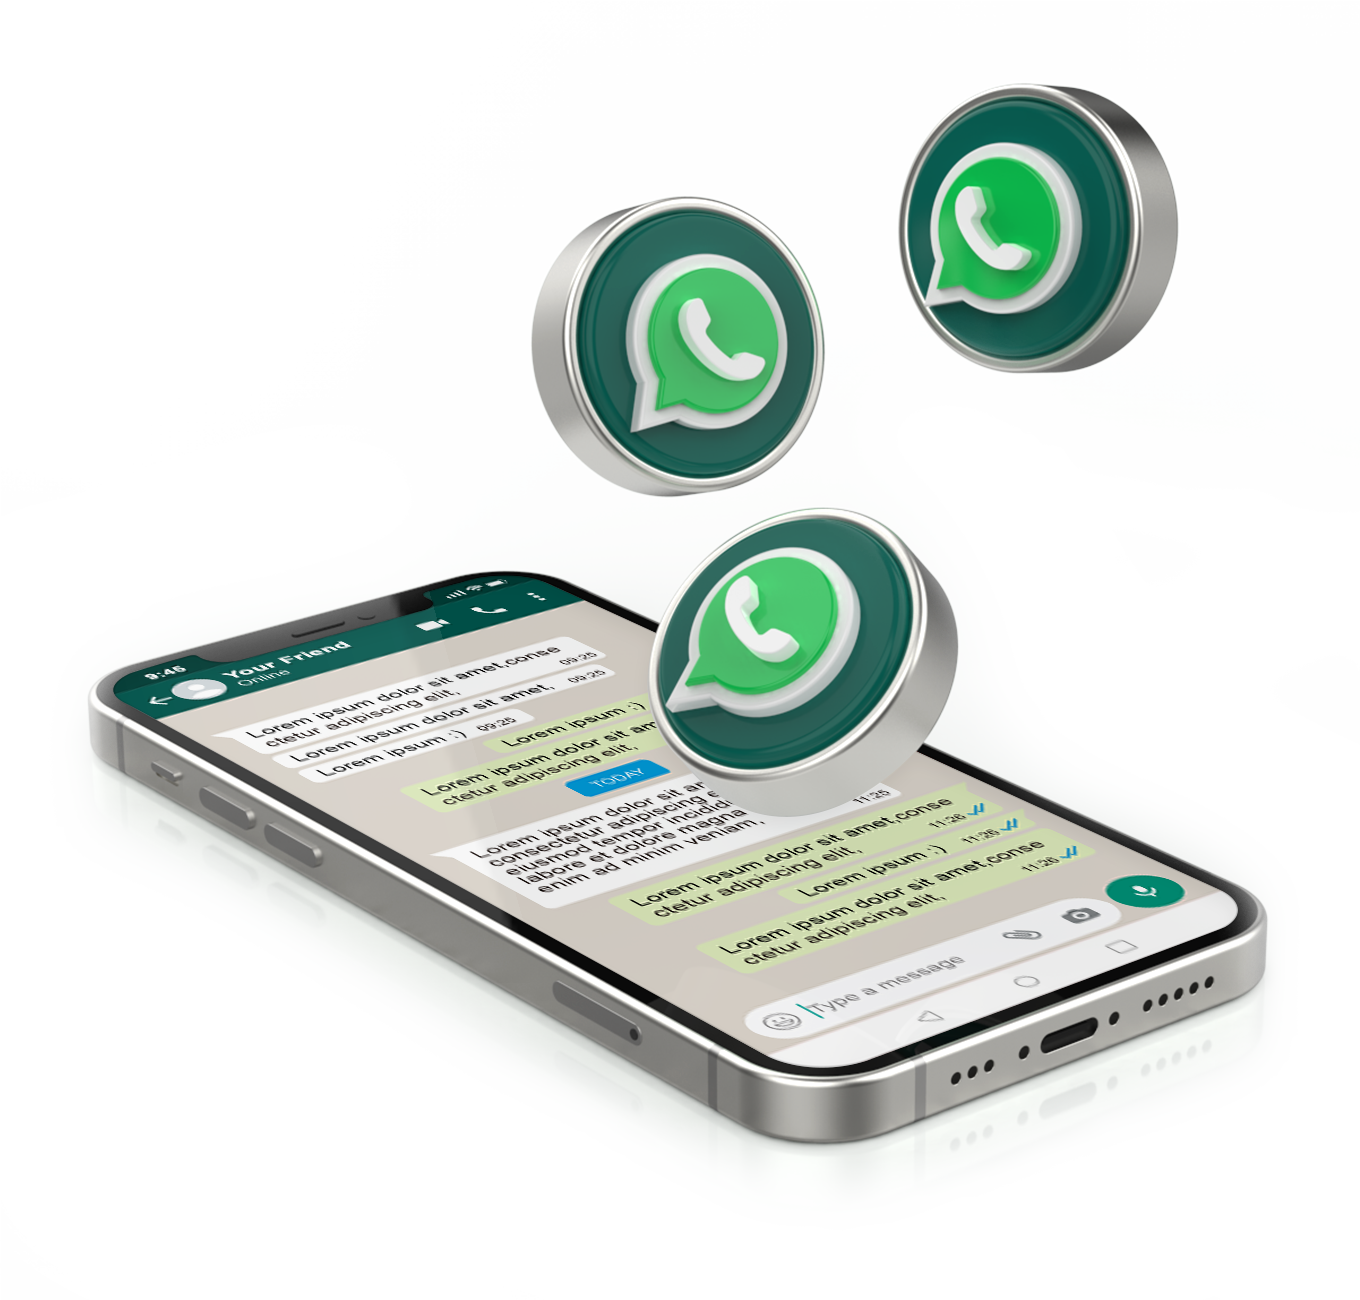 9:45
Your Friend
Online
Lorem ipsum dolor sit amet,conse
ctetur adipiscing elit,
09:25
Lorem ipsum dolor sit amet,
09:25
Lorem ipsum :)
09:25
Lorem ipsum :)
Lorem ipsum dolor sit am
ctetur adipiscing elit,
TODAY
Lorem ipsum dolor sit ar
consectetur adipiscing e
eiusmod tempor incidid
labore et dolore magna
enim ad minim veniam,
11:25
Lorem ipsum dolor sit amet,conse
ctetur adipiscing elit,
11:26
Lorem ipsum :)
11:26
Lorem ipsum dolor sit amet,conse
ctetur adipiscing elit,
11:26
Type a message